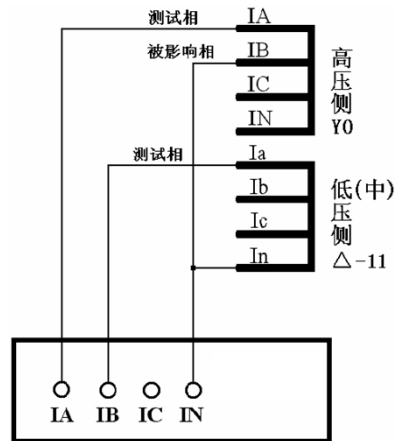 测试相 IA
被影响相 IB
IC
IN
高
压
侧
Y0
测试相 Ia
Ib
Ic
In
低(中)
压
侧
△-11
IA IB IC IN